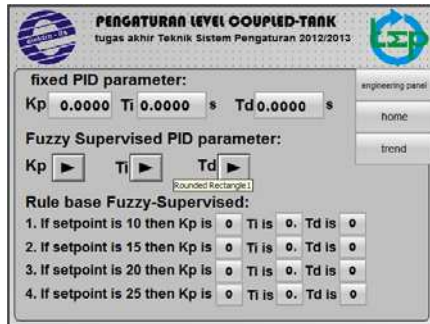 PENGATURAN LEVEL COUPLED-TANK
tugas akhir Teknik Sistem Pengaturan 2012/2013
fixed PID parameter:
Kp 0.0000 Ti 0.0000 s Td 0.0000 s
engineering panel
home
trend
Fuzzy Supervised PID parameter:
Kp Ti Td
Rounded Rectangle1
Rule base Fuzzy-Supervised:
1. If setpoint is 10 then Kp is 0 Ti is 0. Td is 0
2. If setpoint is 15 then Kp is 0 Ti is 0. Td is 0
3. If setpoint is 20 then Kp is 0 Ti is 0. Td is 0
4. If setpoint is 25 then Kp is 0 Ti is 0. Td is 0